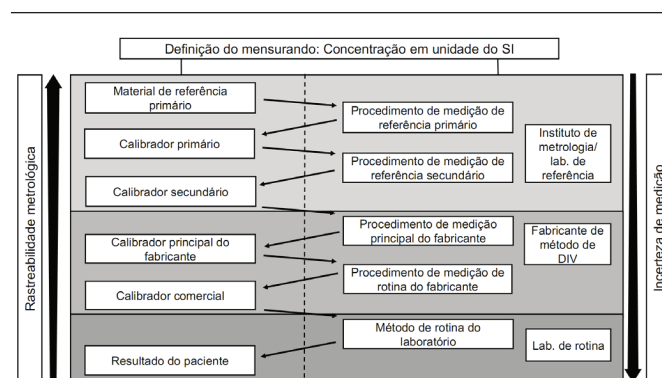 Definição do mensurando: Concentração em unidade do SI
Rastreabilidade metrológica
Material de referência
primário
Procedimento de medição de
referência primário
Calibrador primário
Procedimento de medição de
referência secundário
Calibrador secundário
Instituto de
metrologia/
lab. de
referência
Procedimento de medição
principal do fabricante
Calibrador principal do
fabricante
Procedimento de medição de
rotina do fabricante
Calibrador comercial
Fabricante de
método de
DIV
Método de rotina do
laboratório
Resultado do paciente
Lab. de rotina
Incerteza de medição